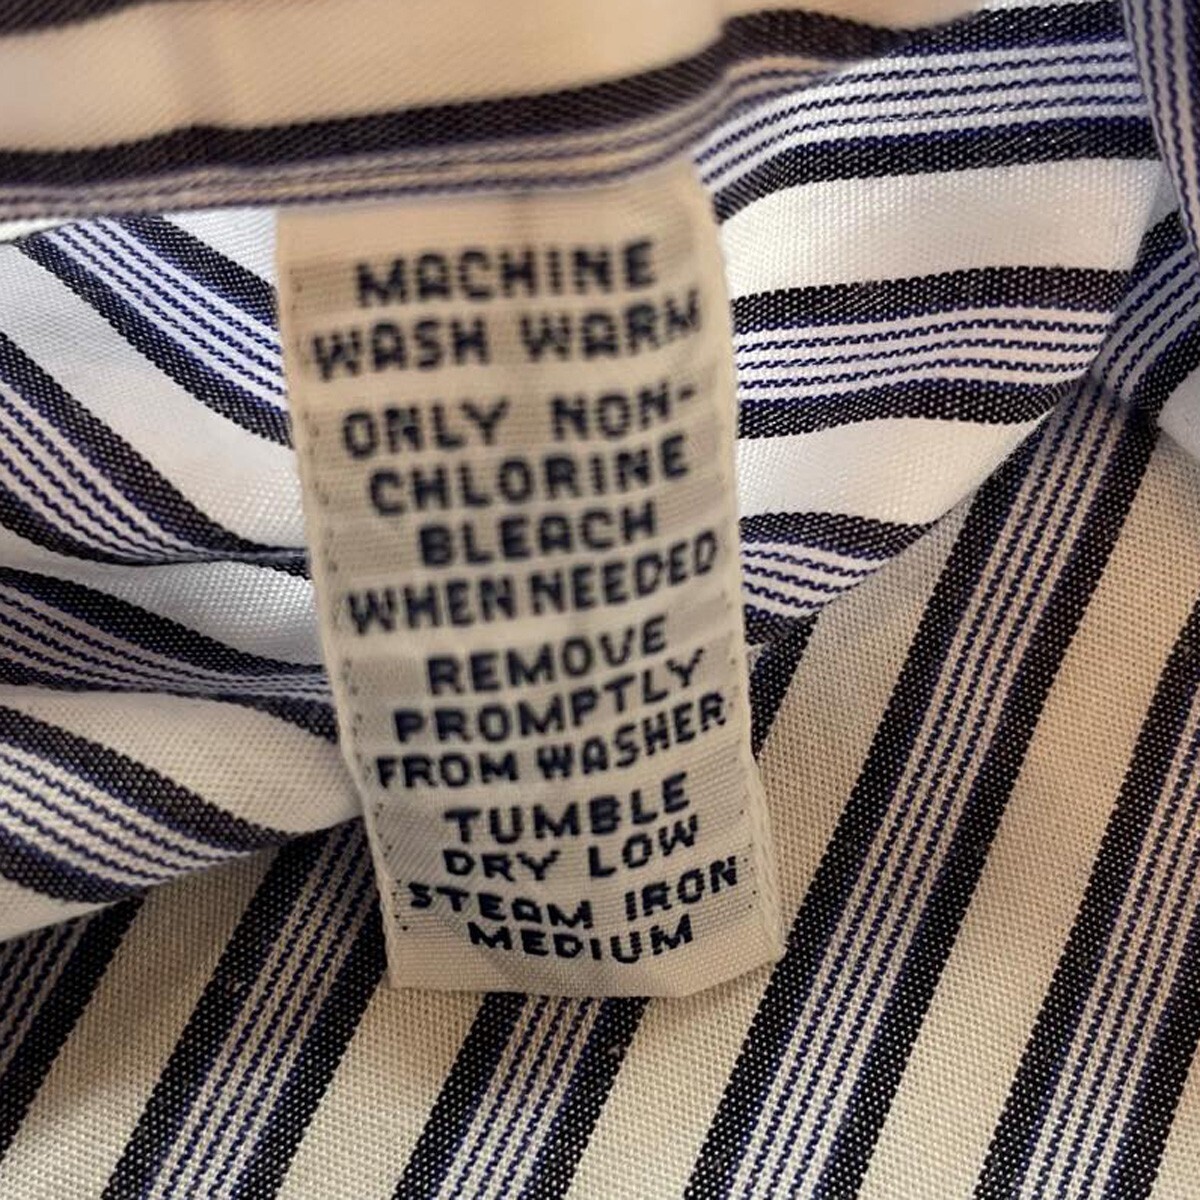 MACHINE
WASH WARM
ONLY NON-
CHLORINE
BLEACH
WHEN NEEDED
REMOVE
PROMPTLY
FROM WASHER
TUMBLE
DRY LOW
STEAM IRON
MEDIUM